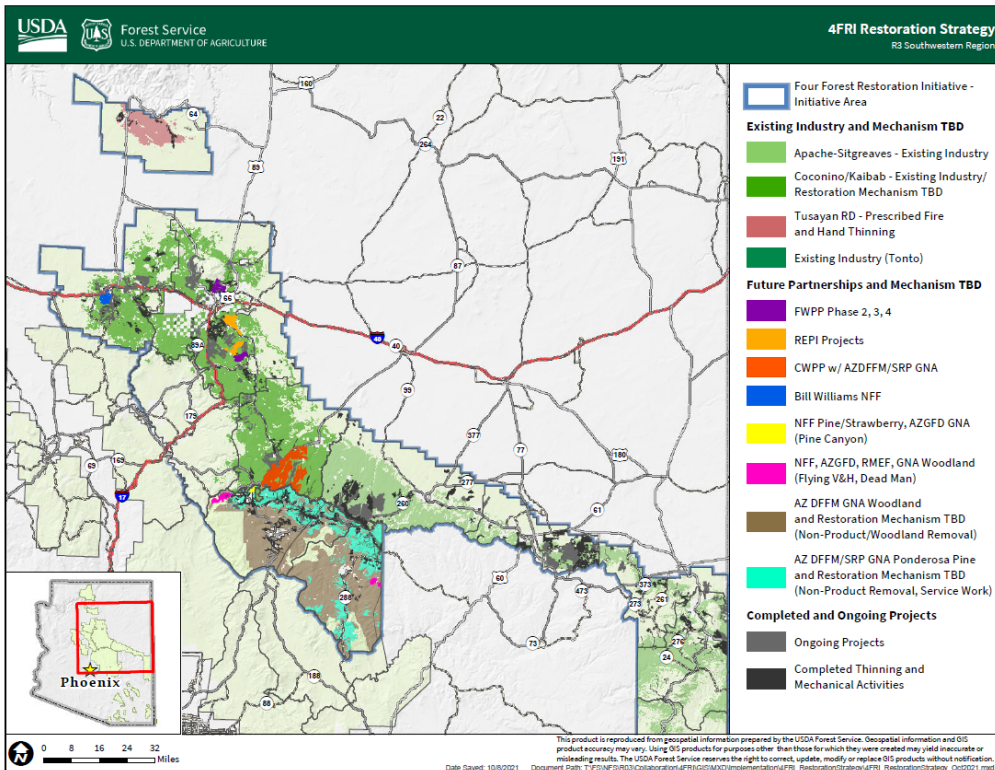 USDA
Forest Service
U.S. DEPARTMENT OF AGRICULTURE
4FRI Restoration Strategy
R3 Southwestern Region
Four Forest Restoration Initiative -
Initiative Area
Existing Industry and Mechanism TBD
Apache-Sitgreaves - Existing Industry
Coconino/Kaibab - Existing Industry/
Restoration Mechanism TBD
Tusayan RD - Prescribed Fire
and Hand Thinning
Existing Industry (Tonto)
Future Partnerships and Mechanism TBD
FWPP Phase 2, 3, 4
REPI Projects
CWPP w/ AZDFFM/SRP GNA
Bill Williams NFF
NFF Pine/Strawberry, AZGFD GNA
(Pine Canyon)
NFF, AZGFD, RMEF, GNA Woodland
(Flying V&H, Dead Man)
AZ DFFM GNA Woodland
and Restoration Mechanism TBD
(Non-Product/Woodland Removal)
AZ DFFM/SRP GNA Ponderosa Pine
and Restoration Mechanism TBD
(Non-Product Removal, Service Work)
Completed and Ongoing Projects
Ongoing Projects
Completed Thinning and
Mechanical Activities
160
64
22
264
191
89
87
66
40
40
89A
99
179
377
77
180
69
169
277
17
260
61
60
473
373
273
261
288
73
276
24
188
88
Phoenix
N
0 8 16 24 32
Miles
This product is reproduced from geospatial information prepared by the USDA Forest Service. Geospatial information and GIS
product accuracy may vary. Using GIS products for purposes other than those for which they were created may yield inaccurate or
misleading results. The USDA Forest Service reserves the right to correct, update, modify or replace GIS products without notification.
Date Saved: 10/8/2021 Document Path: